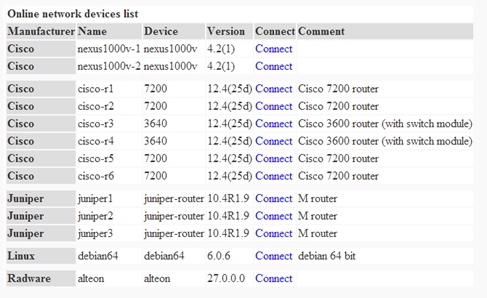 Online network devices list
Manufacturer Name Device Version Connect Comment
Cisco nexus1000v-1 nexus1000v 4.2(1) Connect
Cisco nexus1000v-2 nexus1000v 4.2(1) Connect
Cisco cisco-r1 7200 12.4(25d) Connect Cisco 7200 router
Cisco cisco-r2 7200 12.4(25d) Connect Cisco 7200 router
Cisco cisco-r3 3640 12.4(25d) Connect Cisco 3600 router (with switch module)
Cisco cisco-r4 3640 12.4(25d) Connect Cisco 3600 router (with switch module)
Cisco cisco-r5 7200 12.4(25d) Connect Cisco 7200 router
Cisco cisco-r6 7200 12.4(25d) Connect Cisco 7200 router
Juniper juniper1 juniper-router 10.4R1.9 Connect M router
Juniper juniper2 juniper-router 10.4R1.9 Connect M router
Juniper juniper3 juniper-router 10.4R1.9 Connect M router
Linux debian64 debian64 6.0.6 Connect debian 64 bit
Radware alteon alteon 27.0.0.0 Connect